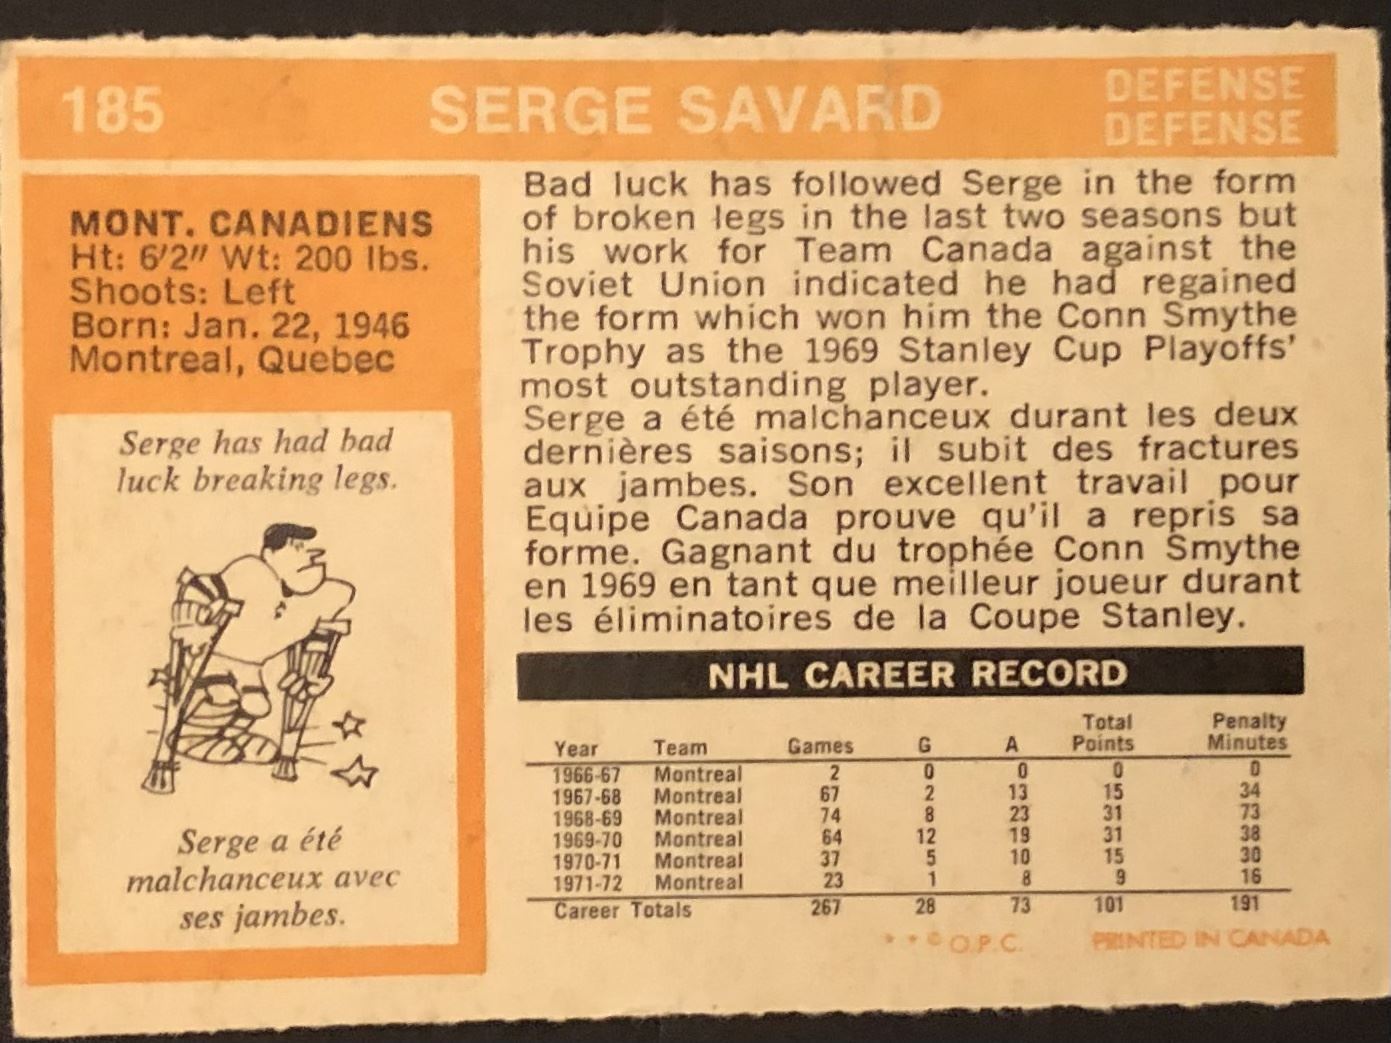 185 SERGE SAVARD DEFENSE
DEFENSE
MONT. CANADIENS
Ht: 6'2" Wt: 200 lbs.
Shoots: Left
Born: Jan. 22, 1946
Montreal, Quebec
Serge has had bad
luck breaking legs.
Serge a été
malchanceux avec
ses jambes.
Bad luck has followed Serge in the form
of broken legs in the last two seasons but
his work for Team Canada against the
Soviet Union indicated he had regained
the form which won him the Conn Smythe
Trophy as the 1969 Stanley Cup Playoffs'
most outstanding player.
Serge a été malchanceux durant les deux
dernières saisons; il subit des fractures
aux jambes. Son excellent travail pour
Equipe Canada prouve qu'il a repris sa
forme. Gagnant du trophée Conn Smythe
en 1969 en tant que meilleur joueur durant
les éliminatoires de la Coupe Stanley.
NHL CAREER RECORD
Year Team Games G A Total Points Penalty Minutes
1966-67 Montreal 2 0 0 0 0
1967-68 Montreal 67 2 13 15 34
1968-69 Montreal 74 8 23 31 73
1969-70 Montreal 64 12 19 31 38
1970-71 Montreal 37 5 10 15 30
1971-72 Montreal 23 1 8 9 16
Career Totals 267 28 73 101 191
* * © O.P.C. PRINTED IN CANADA